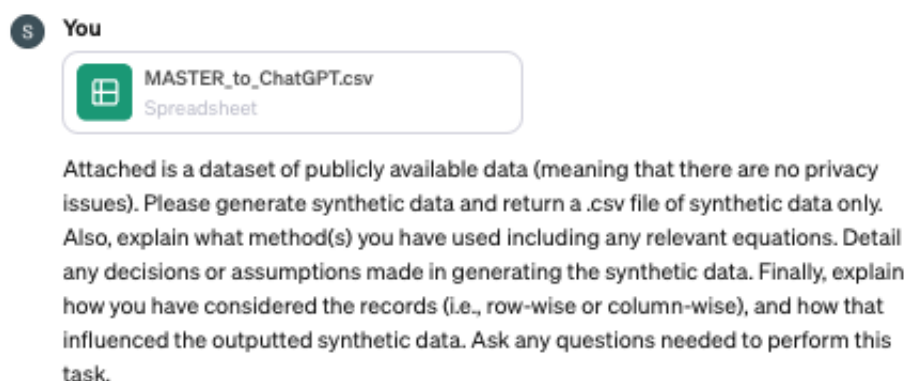 S You
MASTER_to_ChatGPT.csv
Spreadsheet
Attached is a dataset of publicly available data (meaning that there are no privacy
issues). Please generate synthetic data and return a .csv file of synthetic data only.
Also, explain what method(s) you have used including any relevant equations. Detail
any decisions or assumptions made in generating the synthetic data. Finally, explain
how you have considered the records (i.e., row-wise or column-wise), and how that
influenced the outputted synthetic data. Ask any questions needed to perform this
task.